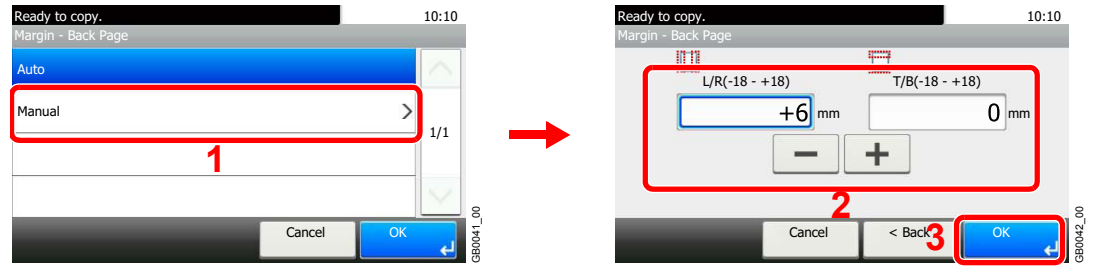 Ready to copy.
10:10
Margin - Back Page
Auto
Manual
1/1
1
Cancel
OK
GB0041_00
Ready to copy.
10:10
Margin - Back Page
L/R(-18 - +18)
T/B(-18 - +18)
+6 mm
0 mm
2
Cancel
< Back
3
OK
GB0042_00